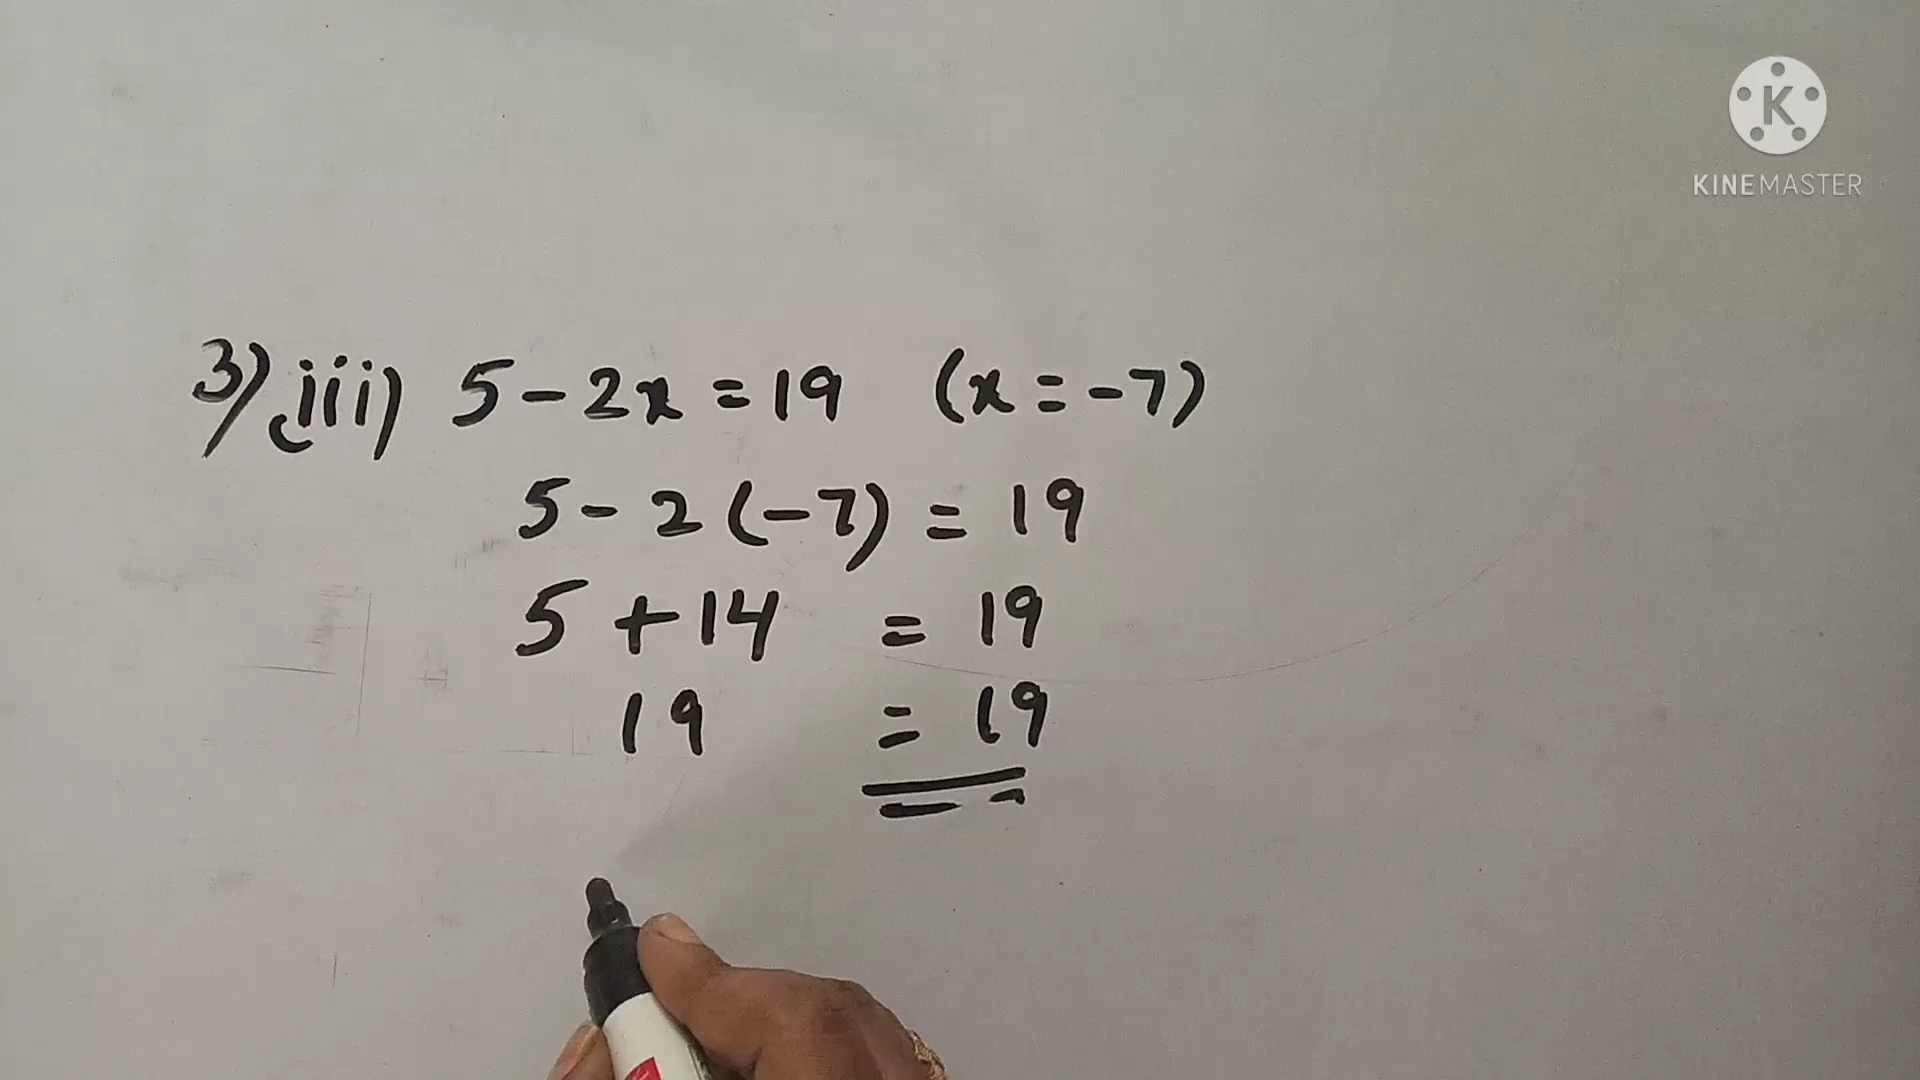 K
KINEMASTER
3) iii) 5 - 2x = 19 (x = -7)
5 - 2 (-7) = 19
5 + 14 = 19
19 = 19